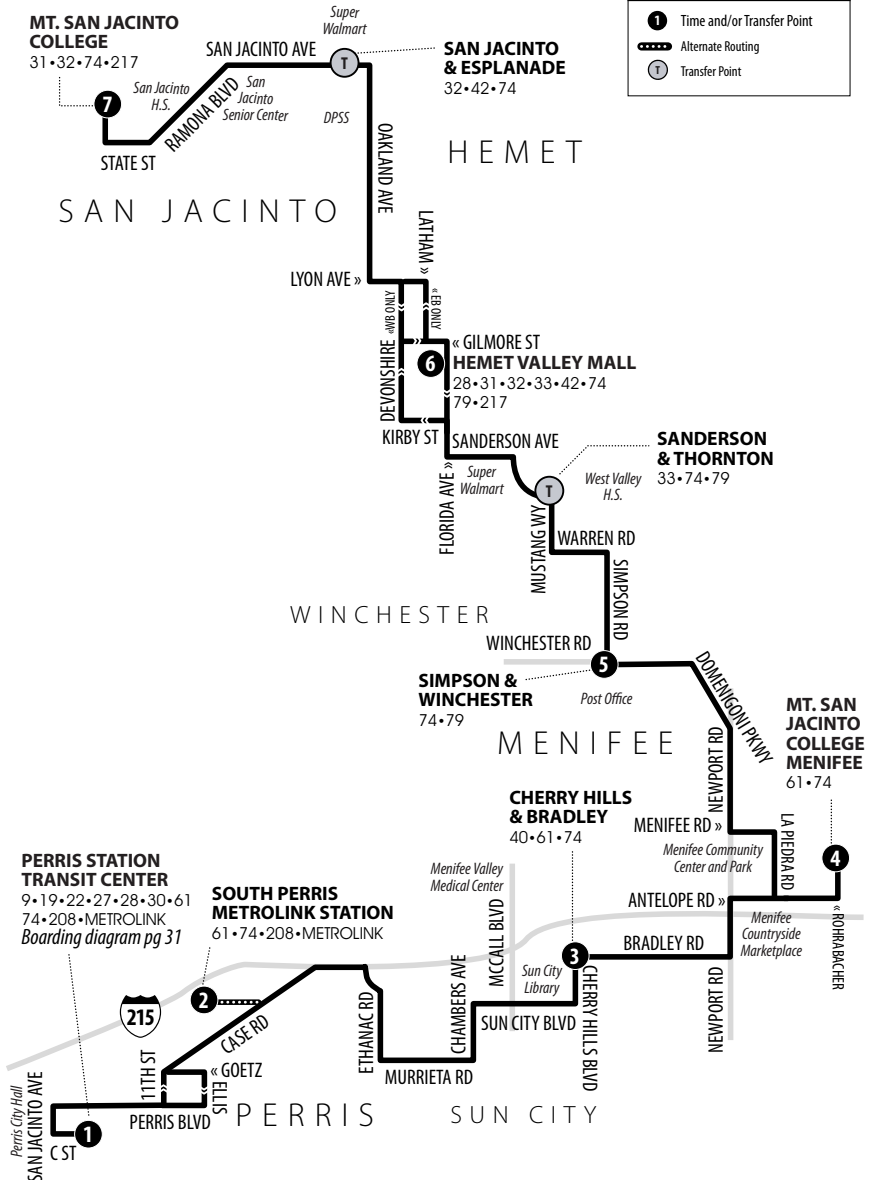 MT. SAN JACINTO
COLLEGE
31•32•74•217
7
San Jacinto
H.S.
STATE ST
RAMONA BLVD
San
Jacinto
Senior Center
SAN JACINTO AVE
Super
Walmart
T
DPSS
SAN JACINTO
& ESPLANADE
32•42•74
1 Time and/or Transfer Point
Alternate Routing
T Transfer Point
HEMET
SAN JACINTO
OAKLAND AVE
LATHAM »
LYON AVE »
«WB ONLY
«EB ONLY
« GILMORE ST
DEVONSHIRE
6
HEMET VALLEY MALL
28•31•32•33•42•74
79•217
KIRBY ST
SANDERSON AVE
FLORIDA AVE »
Super
Walmart
T
SANDERSON
& THORNTON
33•74•79
West Valley
H.S.
MUSTANG WY
WARREN RD
SIMPSON RD
WINCHESTER
WINCHESTER RD
5
SIMPSON &
WINCHESTER
74•79
Post Office
DOMENIGONI PKWY
MENIFEE
NEWPORT RD
MT. SAN
JACINTO
COLLEGE
MENIFEE
61•74
CHERRY HILLS
& BRADLEY
40•61•74
MENIFEE RD »
LA PIEDRA RD
Menifee Community
Center and Park
4
Menifee Valley
Medical Center
ANTELOPE RD »
« ROHRABACHER
Menifee
Countryside
Marketplace
MCCALL BLVD
BRADLEY RD
3
Sun City
Library
NEWPORT RD
CHERRY HILLS BLVD
SUN CITY BLVD
CHAMBERS AVE
PERRIS STATION
TRANSIT CENTER
9•19•22•27•28•30•61
74•208•METROLINK
Boarding diagram pg 31
SOUTH PERRIS
METROLINK STATION
61•74•208•METROLINK
2
215
CASE RD
ETHANAC RD
MURRIETA RD
11TH ST
« GOETZ
ELLIS
PERRIS
SUN CITY
PERRIS BLVD
Perris City Hall
SAN JACINTO AVE
C ST
1